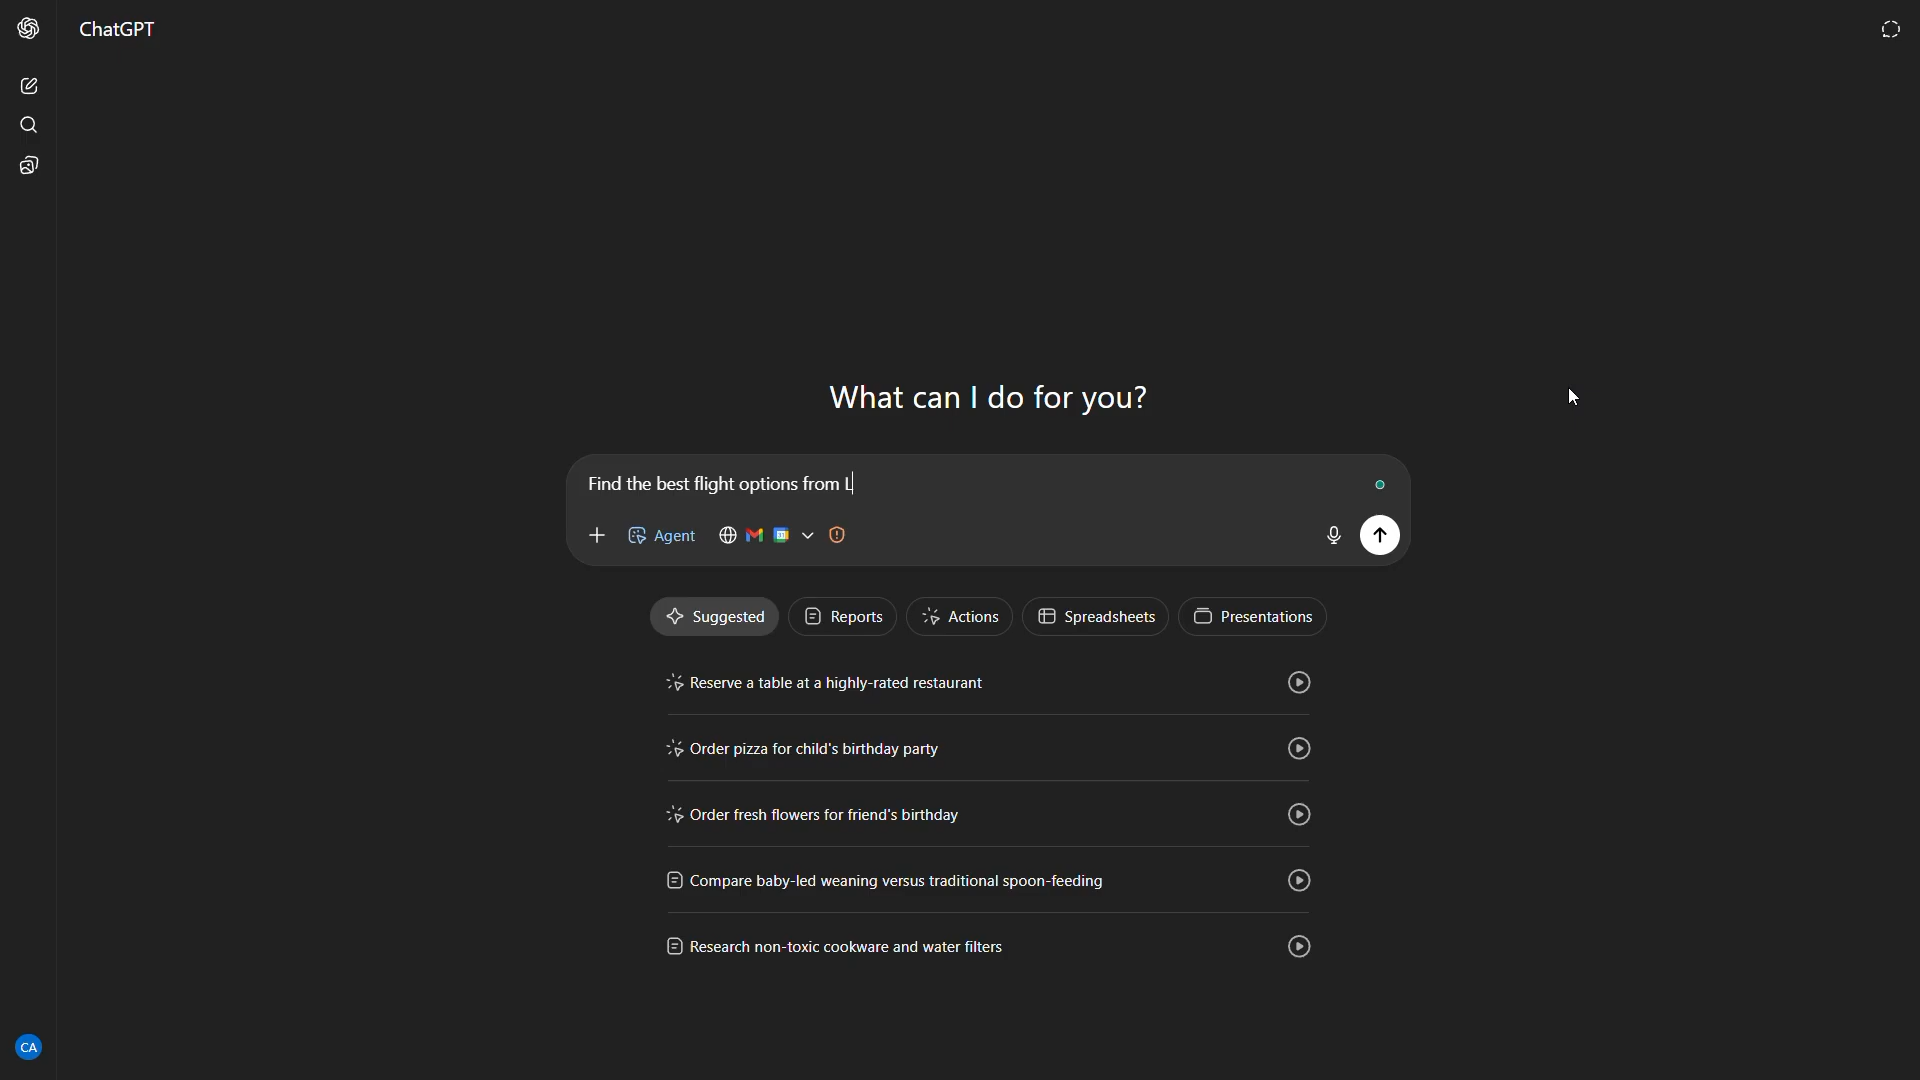 ChatGPT
What can I do for you?
Find the best flight options from L
Agent
Suggested
Reports
Actions
Spreadsheets
Presentations
Reserve a table at a highly-rated restaurant
Order pizza for child's birthday party
Order fresh flowers for friend's birthday
Compare baby-led weaning versus traditional spoon-feeding
Research non-toxic cookware and water filters
CA